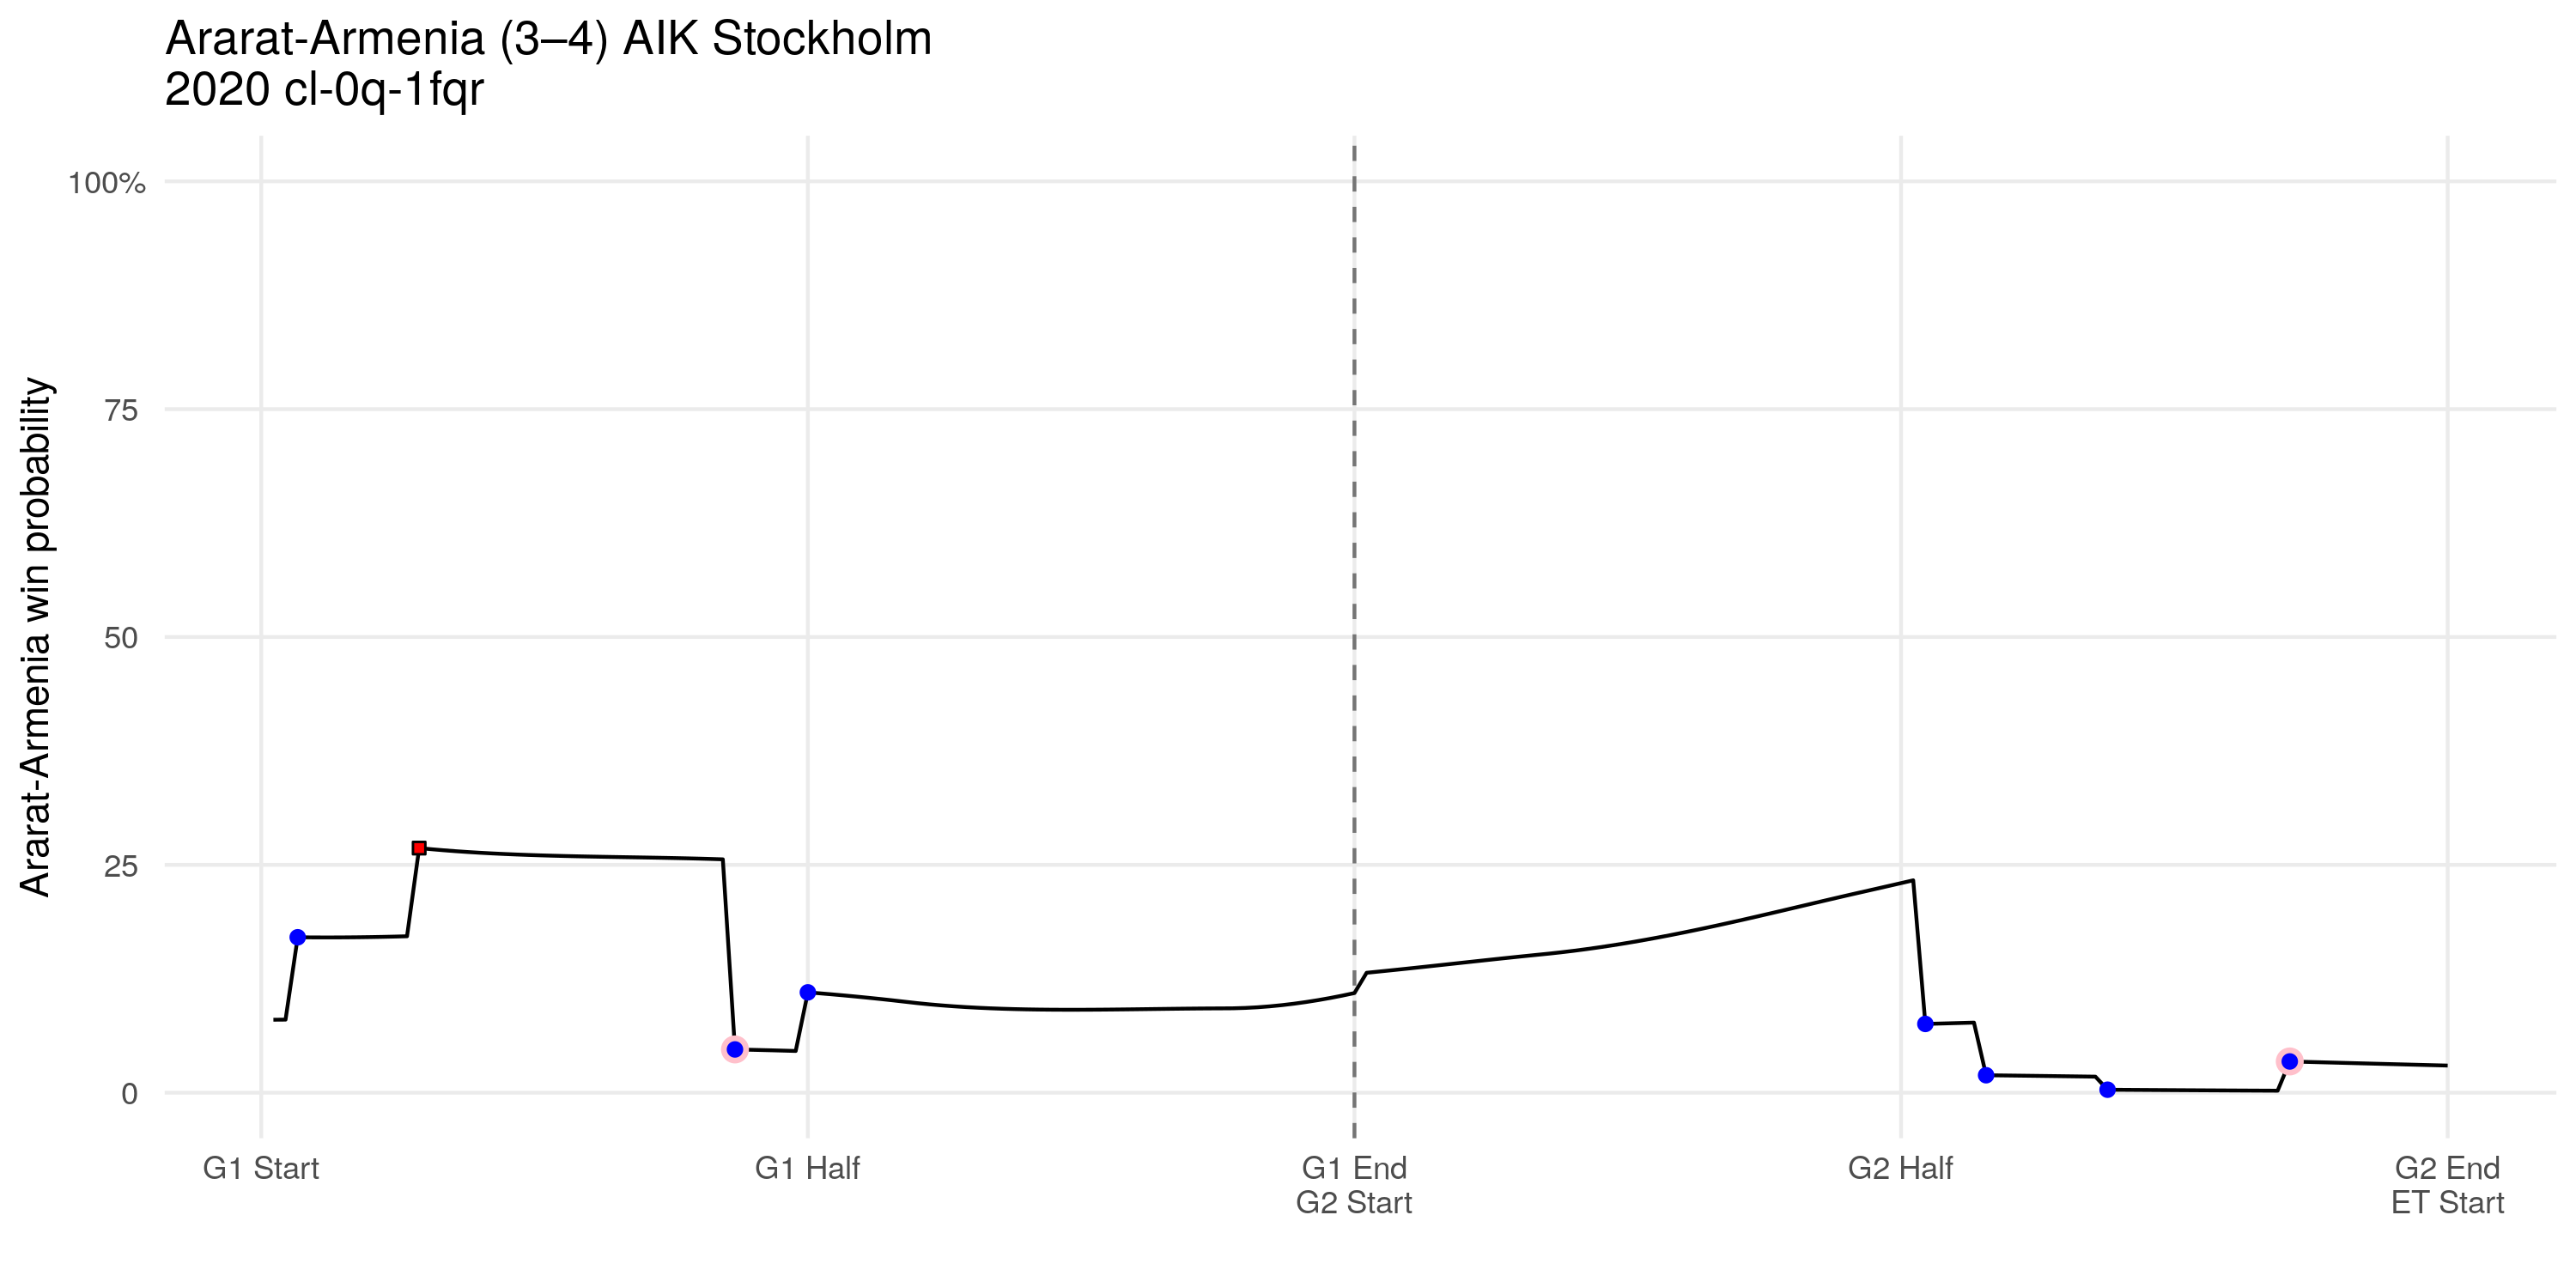 Ararat-Armenia (3–4) AIK Stockholm
2020 cl-0q-1fqr
Ararat-Armenia win probability
100%
75
50
25
0
G1 Start
G1 Half
G1 End
G2 Start
G2 Half
G2 End
ET Start